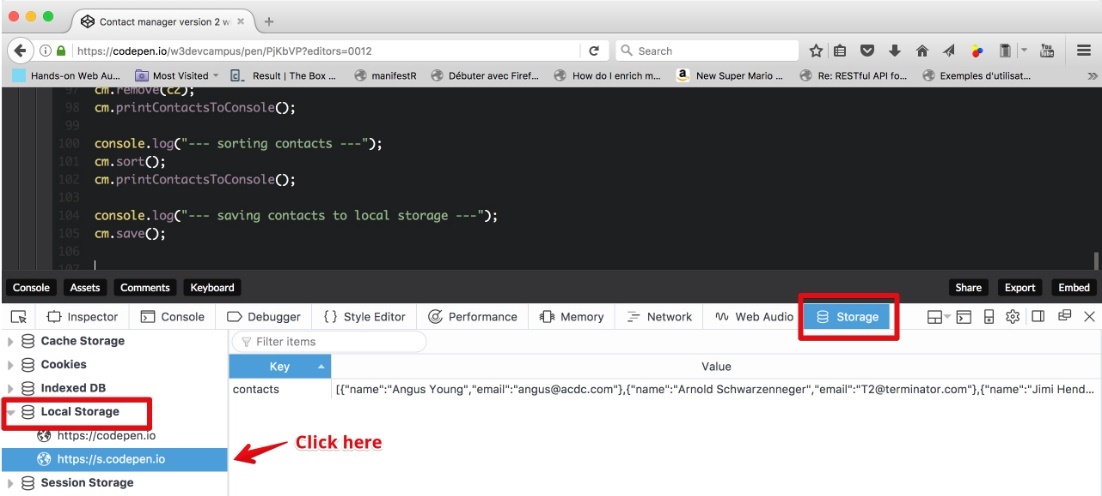 Contact manager version 2 w
https://codepen.io/w3devcampus/pen/PjKbVP?editors=0012
Search
Hands-on Web Au...
Most Visited
Result | The Box ...
manifestR
Débuter avec Firef...
How do I enrich m...
New Super Mario ...
Re: RESTful API fo...
Exemples d'utilisat...
97 cm.remove(c2);
98 cm.printContactsToConsole();
99
100 console.log("--- sorting contacts ---");
101 cm.sort();
102 cm.printContactsToConsole();
103
104 console.log("--- saving contacts to local storage ---");
105 cm.save();
106
107
Console Assets Comments Keyboard Share Export Embed
Inspector Console Debugger { } Style Editor Performance Memory Network Web Audio Storage
Cache Storage
Cookies
Indexed DB
Local Storage
https://codepen.io
https://s.codepen.io
Session Storage
Filter items
Key Value
contacts [{"name":"Angus Young","email":"angus@acdc.com"},{"name":"Arnold Schwarzenneger","email":"T2@terminator.com"},{"name":"Jimi Hend...
Click here